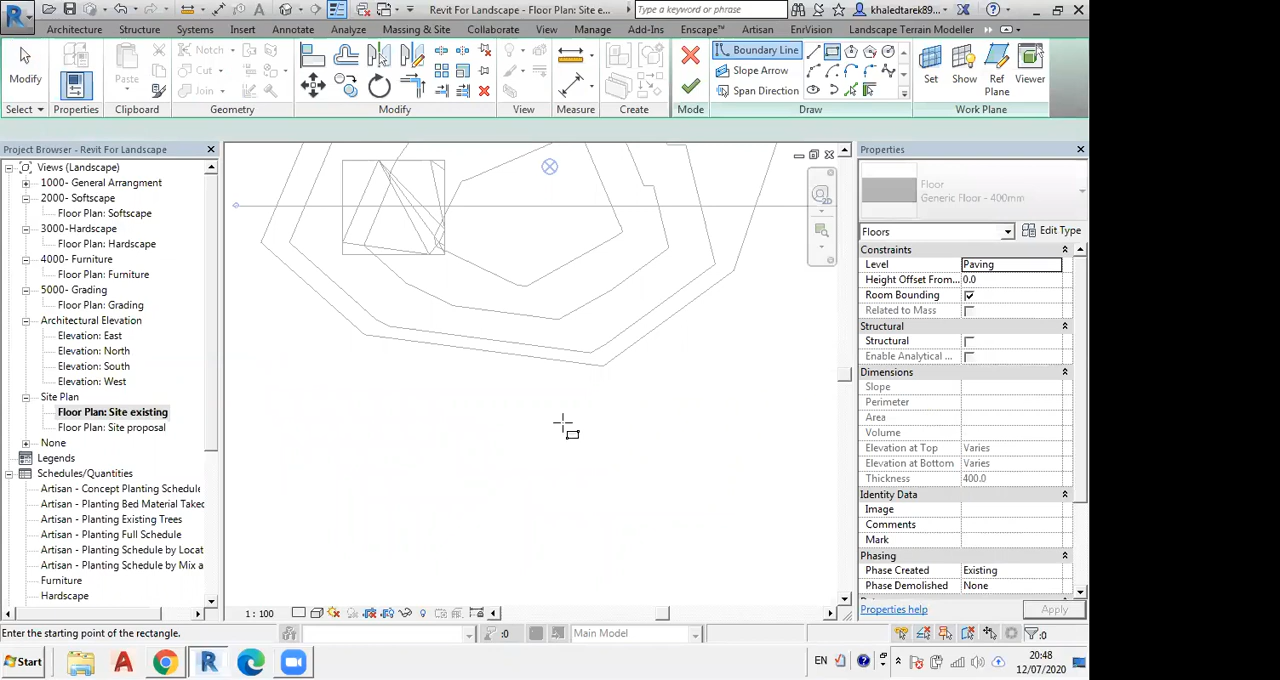 Revit For Landscape - Floor Plan: Site e...
Type a keyword or phrase
khaledtarek89...
Architecture Structure Systems Insert Annotate Analyze Massing & Site Collaborate View Manage Add-Ins Enscape™ Artisan EnVision Landscape Terrain Modeller
Modify
Paste
Notch
Cut
Join
Boundary Line
Slope Arrow
Span Direction
Mode
Set Show Ref Plane Viewer
Select Properties Clipboard Geometry Modify View Measure Create Mode Draw Work Plane
Project Browser - Revit For Landscape
Views (Landscape)
1000- General Arrangment
2000- Softscape
Floor Plan: Softscape
3000-Hardscape
Floor Plan: Hardscape
4000- Furniture
Floor Plan: Furniture
5000- Grading
Floor Plan: Grading
Architectural Elevation
Elevation: East
Elevation: North
Elevation: South
Elevation: West
Site Plan
Floor Plan: Site existing
Floor Plan: Site proposal
None
Legends
Schedules/Quantities
Artisan - Concept Planting Schedule
Artisan - Planting Bed Material Takeo
Artisan - Planting Existing Trees
Artisan - Planting Full Schedule
Artisan - Planting Schedule by Locat
Artisan - Planting Schedule by Mix a
Furniture
Hardscape
2D
1 : 100
Properties
Floor
Generic Floor - 400mm
Floors
Edit Type
Constraints
Level Paving
Height Offset From... 0.0
Room Bounding
Related to Mass
Structural
Structural
Enable Analytical ...
Dimensions
Slope
Perimeter
Area
Volume
Elevation at Top Varies
Elevation at Bottom Varies
Thickness 400.0
Identity Data
Image
Comments
Mark
Phasing
Phase Created Existing
Phase Demolished None
Properties help
Apply
Enter the starting point of the rectangle.
:0
Main Model
:0
Start
EN
20:48
12/07/2020